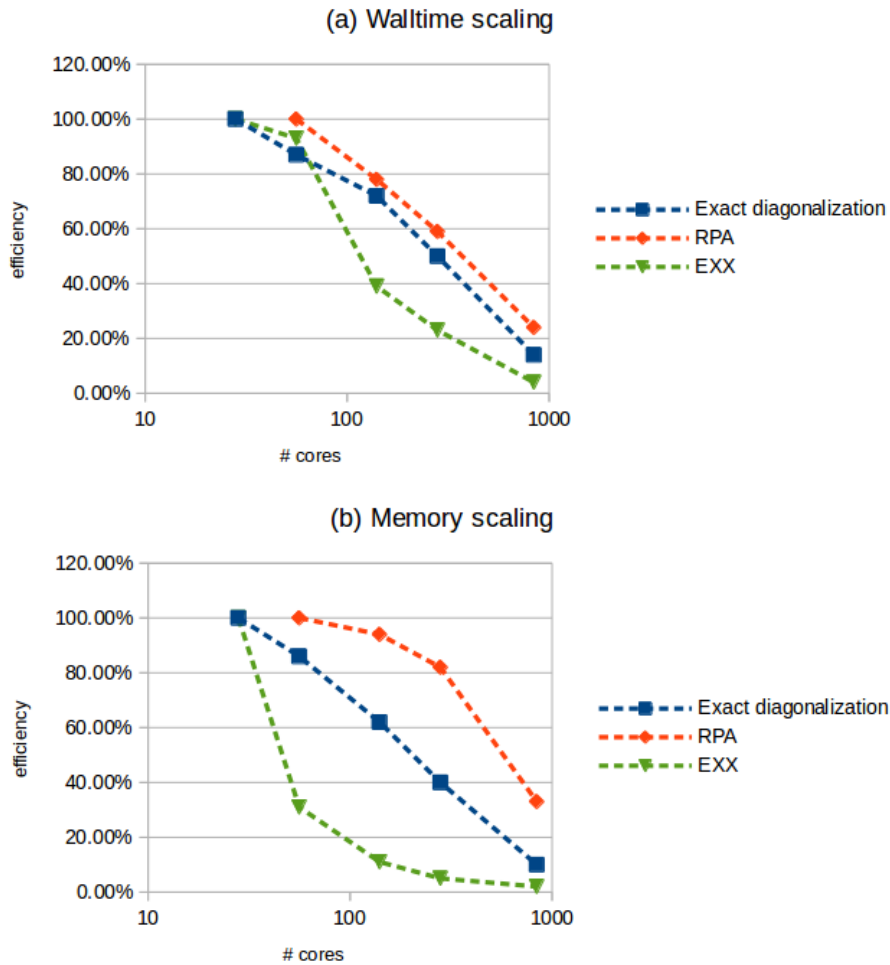 (a) Walltime scaling
120.00%
100.00%
80.00%
60.00%
40.00%
20.00%
0.00%
10 100 1000
efficiency
# cores
Exact diagonalization
RPA
EXX
(b) Memory scaling
120.00%
100.00%
80.00%
60.00%
40.00%
20.00%
0.00%
10 100 1000
efficiency
# cores
Exact diagonalization
RPA
EXX